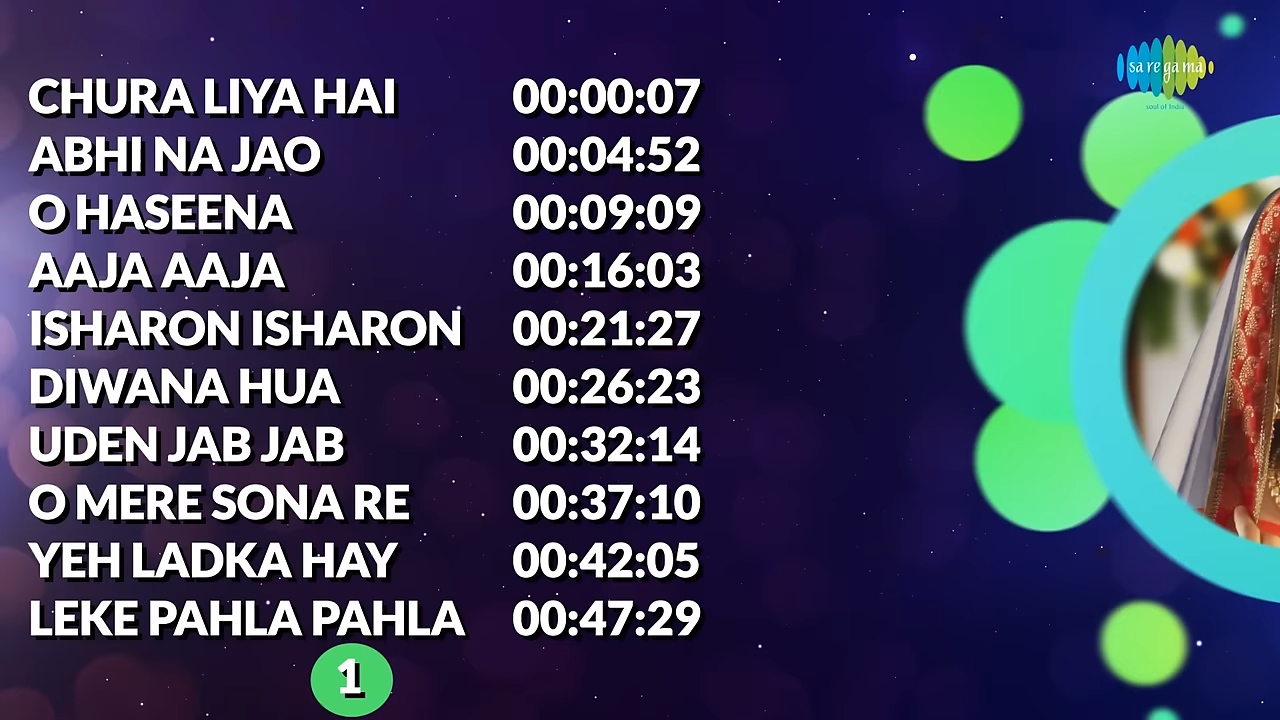 sa re ga ma
soul of India
CHURA LIYA HAI 00:00:07
ABHI NA JAO 00:04:52
O HASEENA 00:09:09
AAJA AAJA 00:16:03
ISHARON ISHARON 00:21:27
DIWANA HUA 00:26:23
UDEN JAB JAB 00:32:14
O MERE SONA RE 00:37:10
YEH LADKA HAY 00:42:05
LEKE PAHLA PAHLA 00:47:29
1